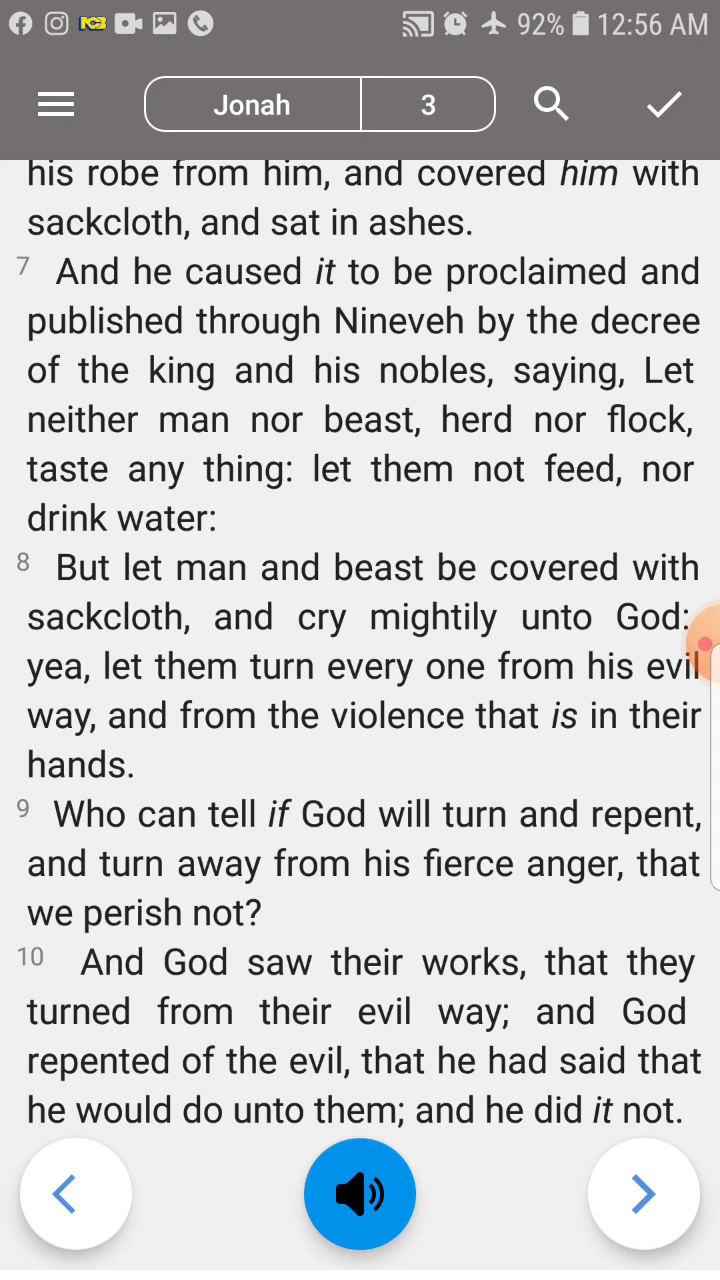 92% 12:56 AM
Jonah 3
his robe from him, and covered him with
sackcloth, and sat in ashes.
7 And he caused it to be proclaimed and
published through Nineveh by the decree
of the king and his nobles, saying, Let
neither man nor beast, herd nor flock,
taste any thing: let them not feed, nor
drink water:
8 But let man and beast be covered with
sackcloth, and cry mightily unto God:
yea, let them turn every one from his evil
way, and from the violence that is in their
hands.
9 Who can tell if God will turn and repent,
and turn away from his fierce anger, that
we perish not?
10 And God saw their works, that they
turned from their evil way; and God
repented of the evil, that he had said that
he would do unto them; and he did it not.